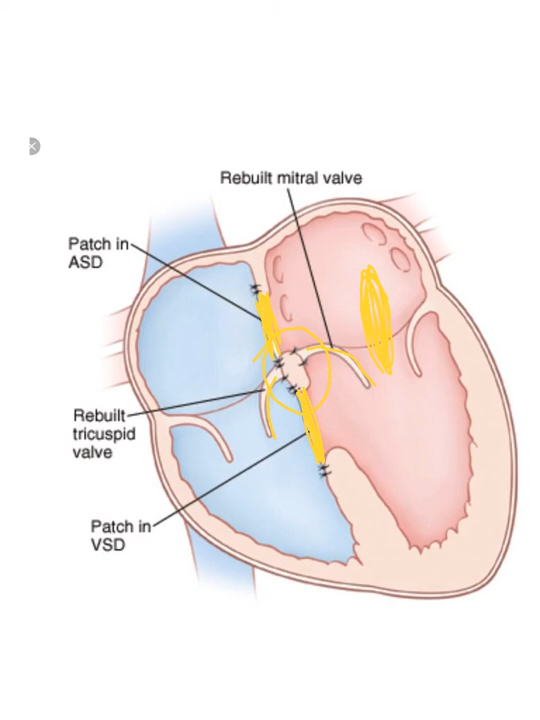 Rebuilt mitral valve
Patch in
ASD
Rebuilt
tricuspid
valve
Patch in
VSD